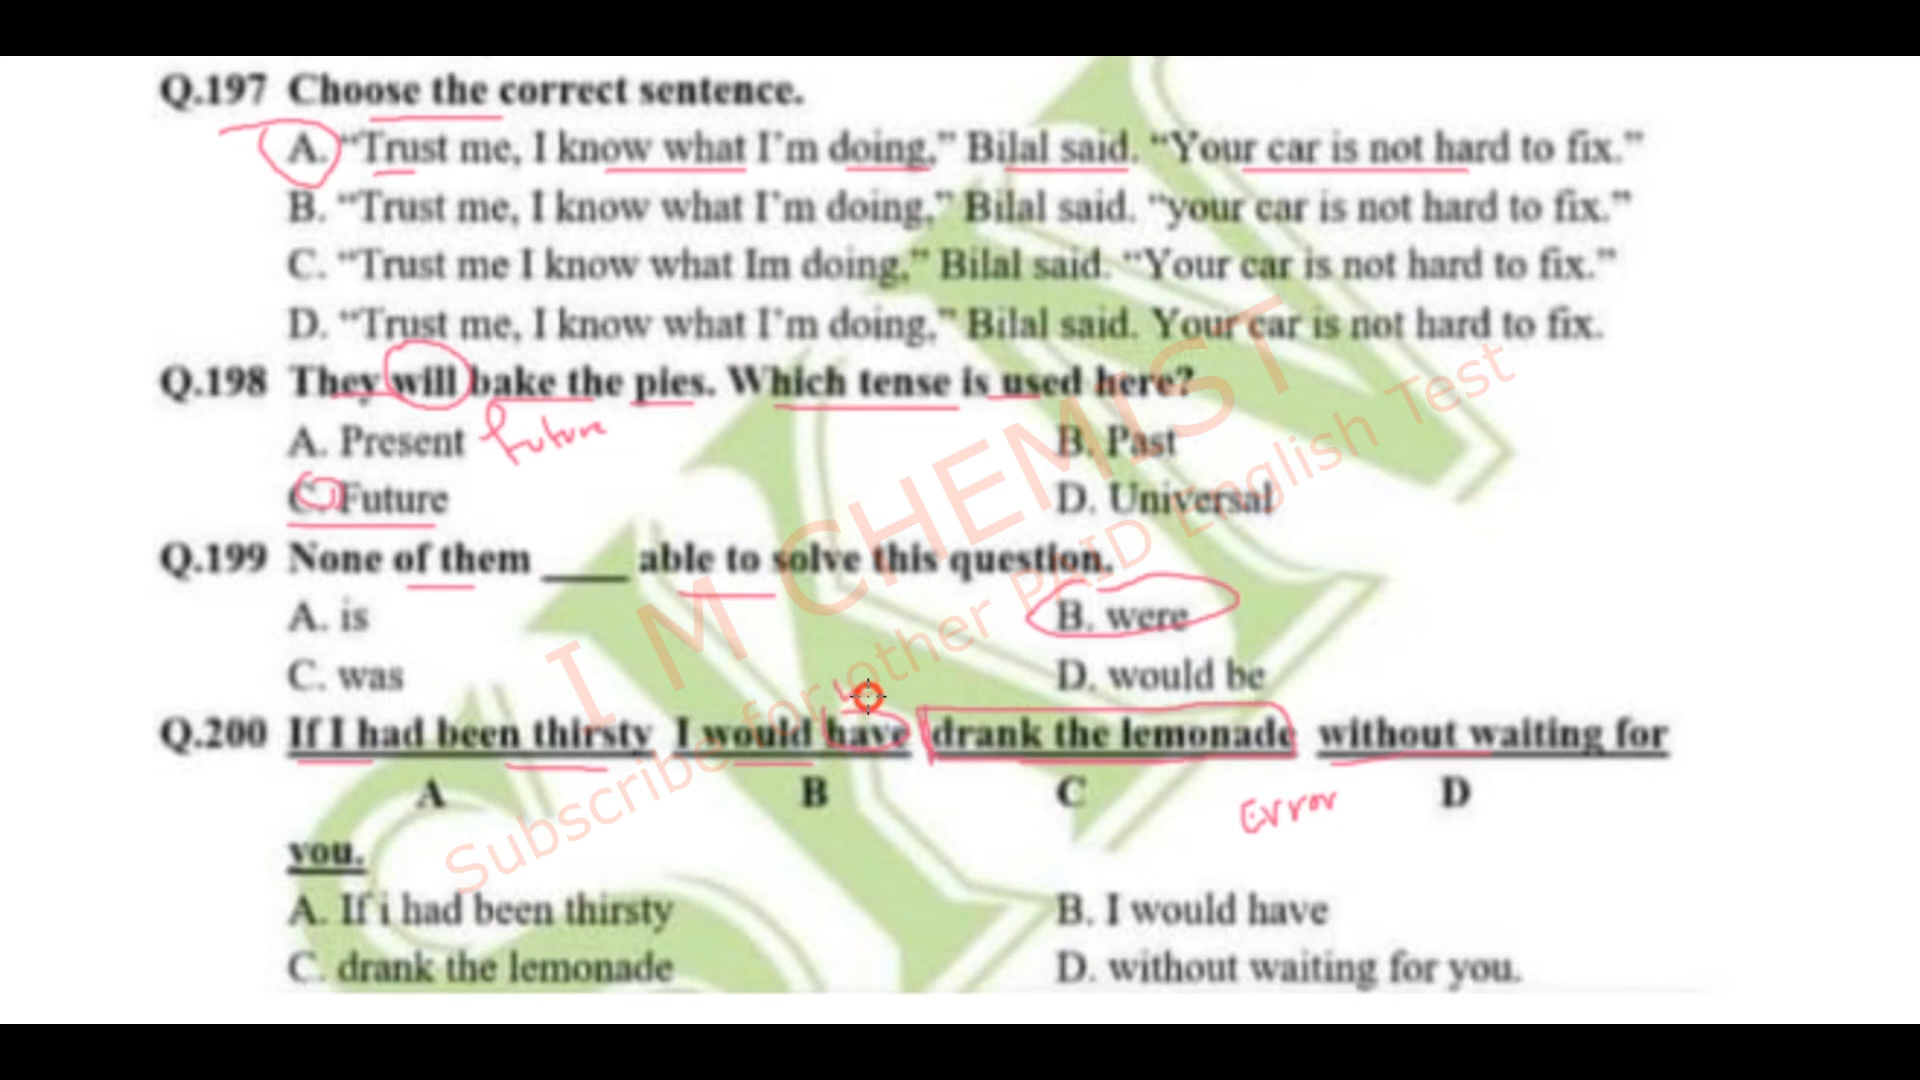 Q.197 Choose the correct sentence.
A. “Trust me, I know what I’m doing,” Bilal said. “Your car is not hard to fix.”
B. “Trust me, I know what I’m doing,” Bilal said. “your car is not hard to fix.”
C. “Trust me I know what Im doing,” Bilal said. “Your car is not hard to fix.”
D. “Trust me, I know what I’m doing,” Bilal said. Your car is not hard to fix.
Q.198 They will bake the pies. Which tense is used here?
A. Present future B. Past
C. Future D. Universal
Q.199 None of them ____ able to solve this question.
A. is B. were
C. was D. would be
Q.200 If I had been thirsty I would have drank the lemonade without waiting for
A B C Error D
you.
A. If i had been thirsty B. I would have
C. drank the lemonade D. without waiting for you.
I M CHEMIST
Subscribe for other PAID English Test